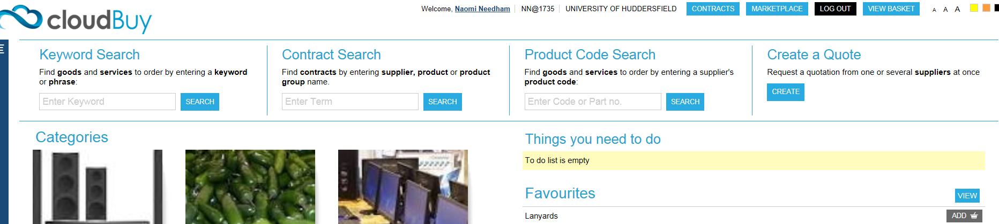 cloudBuy
Welcome, Naomi Needham
NN@1735
UNIVERSITY OF HUDDERSFIELD
CONTRACTS
MARKETPLACE
LOG OUT
VIEW BASKET
A A A
Keyword Search
Find goods and services to order by entering a keyword
or phrase:
Enter Keyword
SEARCH
Contract Search
Find contracts by entering supplier, product or product
group name.
Enter Term
SEARCH
Product Code Search
Find goods and services to order by entering a supplier's
product code:
Enter Code or Part no.
SEARCH
Create a Quote
Request a quotation from one or several suppliers at once
CREATE
Categories
Things you need to do
To do list is empty
Favourites
VIEW
Lanyards
ADD